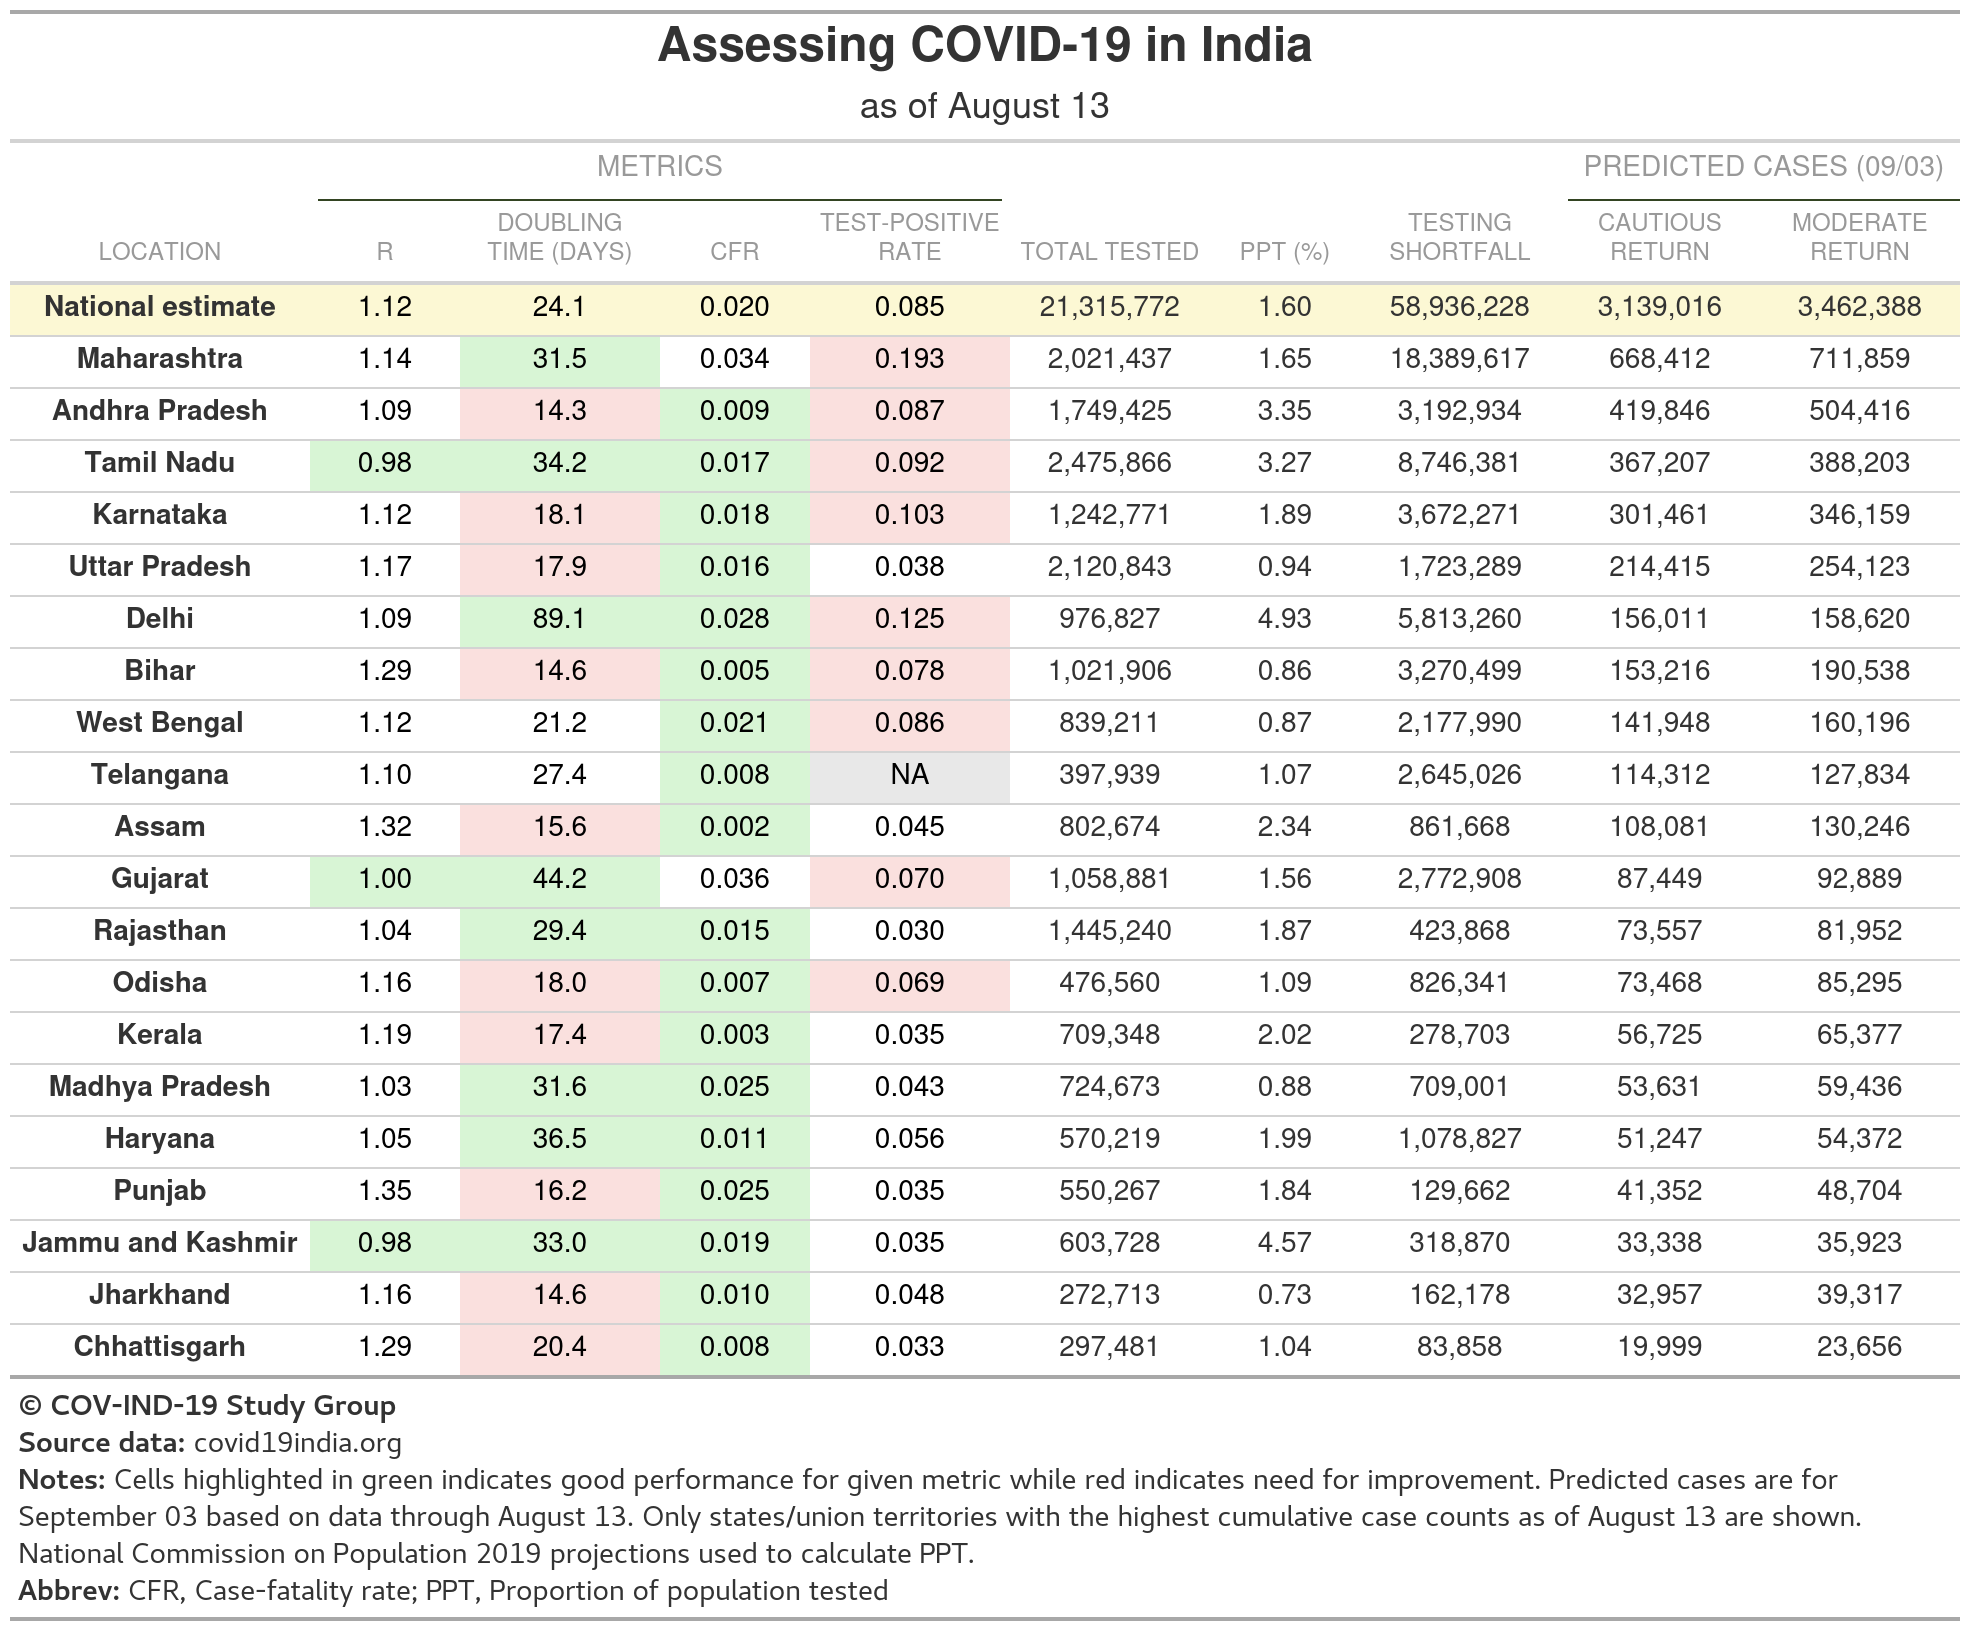 Assessing COVID-19 in India
as of August 13
METRICS PREDICTED CASES (09/03)
DOUBLING TEST-POSITIVE TESTING CAUTIOUS MODERATE
LOCATION R TIME (DAYS) CFR RATE TOTAL TESTED PPT (%) SHORTFALL RETURN RETURN
National estimate 1.12 24.1 0.020 0.085 21,315,772 1.60 58,936,228 3,139,016 3,462,388
Maharashtra 1.14 31.5 0.034 0.193 2,021,437 1.65 18,389,617 668,412 711,859
Andhra Pradesh 1.09 14.3 0.009 0.087 1,749,425 3.35 3,192,934 419,846 504,416
Tamil Nadu 0.98 34.2 0.017 0.092 2,475,866 3.27 8,746,381 367,207 388,203
Karnataka 1.12 18.1 0.018 0.103 1,242,771 1.89 3,672,271 301,461 346,159
Uttar Pradesh 1.17 17.9 0.016 0.038 2,120,843 0.94 1,723,289 214,415 254,123
Delhi 1.09 89.1 0.028 0.125 976,827 4.93 5,813,260 156,011 158,620
Bihar 1.29 14.6 0.005 0.078 1,021,906 0.86 3,270,499 153,216 190,538
West Bengal 1.12 21.2 0.021 0.086 839,211 0.87 2,177,990 141,948 160,196
Telangana 1.10 27.4 0.008 NA 397,939 1.07 2,645,026 114,312 127,834
Assam 1.32 15.6 0.002 0.045 802,674 2.34 861,668 108,081 130,246
Gujarat 1.00 44.2 0.036 0.070 1,058,881 1.56 2,772,908 87,449 92,889
Rajasthan 1.04 29.4 0.015 0.030 1,445,240 1.87 423,868 73,557 81,952
Odisha 1.16 18.0 0.007 0.069 476,560 1.09 826,341 73,468 85,295
Kerala 1.19 17.4 0.003 0.035 709,348 2.02 278,703 56,725 65,377
Madhya Pradesh 1.03 31.6 0.025 0.043 724,673 0.88 709,001 53,631 59,436
Haryana 1.05 36.5 0.011 0.056 570,219 1.99 1,078,827 51,247 54,372
Punjab 1.35 16.2 0.025 0.035 550,267 1.84 129,662 41,352 48,704
Jammu and Kashmir 0.98 33.0 0.019 0.035 603,728 4.57 318,870 33,338 35,923
Jharkhand 1.16 14.6 0.010 0.048 272,713 0.73 162,178 32,957 39,317
Chhattisgarh 1.29 20.4 0.008 0.033 297,481 1.04 83,858 19,999 23,656
© COV-IND-19 Study Group
Source data: covid19india.org
Notes: Cells highlighted in green indicates good performance for given metric while red indicates need for improvement. Predicted cases are for
September 03 based on data through August 13. Only states/union territories with the highest cumulative case counts as of August 13 are shown.
National Commission on Population 2019 projections used to calculate PPT.
Abbrev: CFR, Case-fatality rate; PPT, Proportion of population tested